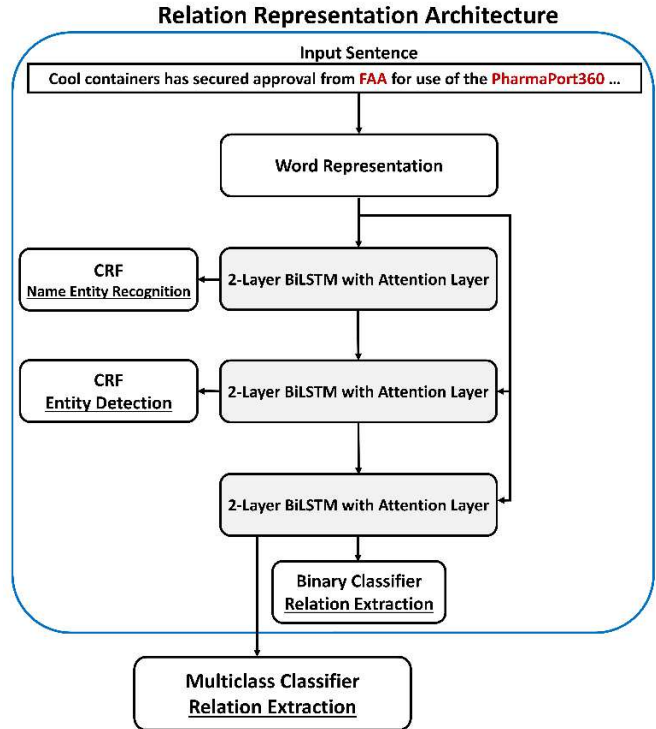 Relation Representation Architecture
Input Sentence
Cool containers has secured approval from FAA for use of the PharmaPort360 ...
Word Representation
CRF
Name Entity Recognition
2-Layer BiLSTM with Attention Layer
CRF
Entity Detection
2-Layer BiLSTM with Attention Layer
2-Layer BiLSTM with Attention Layer
Binary Classifier
Relation Extraction
Multiclass Classifier
Relation Extraction